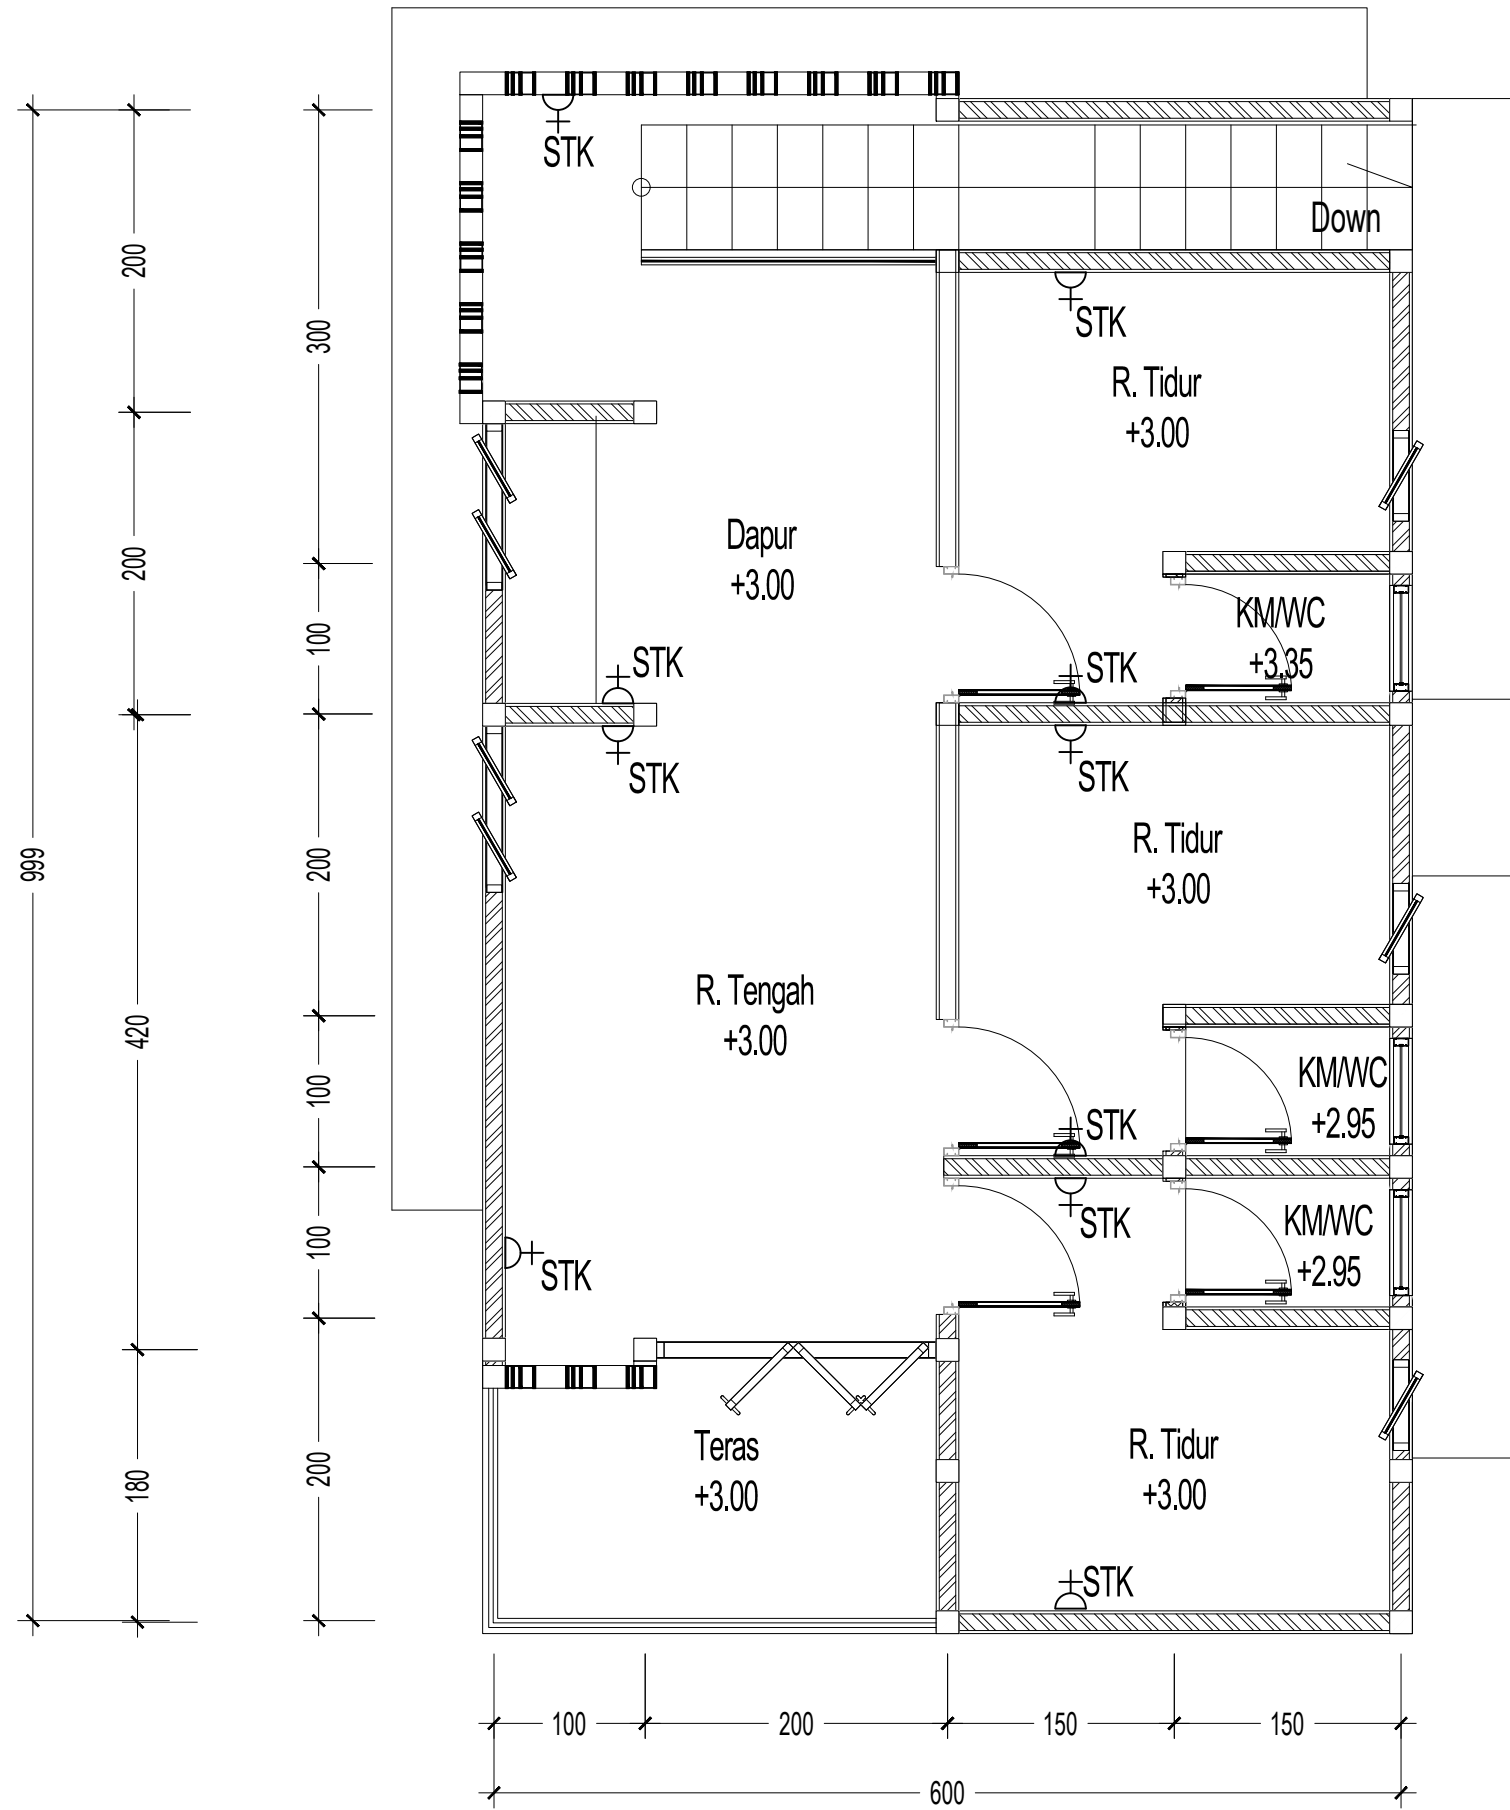 STK
Down
STK
R. Tidur
+3.00
Dapur
+3.00
KM/WC
+3.35
STK
STK
STK
STK
R. Tidur
+3.00
R. Tengah
+3.00
KM/WC
+2.95
STK
STK
KM/WC
+2.95
STK
Teras
+3.00
R. Tidur
+3.00
STK
999
200
200
420
180
300
100
200
100
100
200
100
200
150
150
600